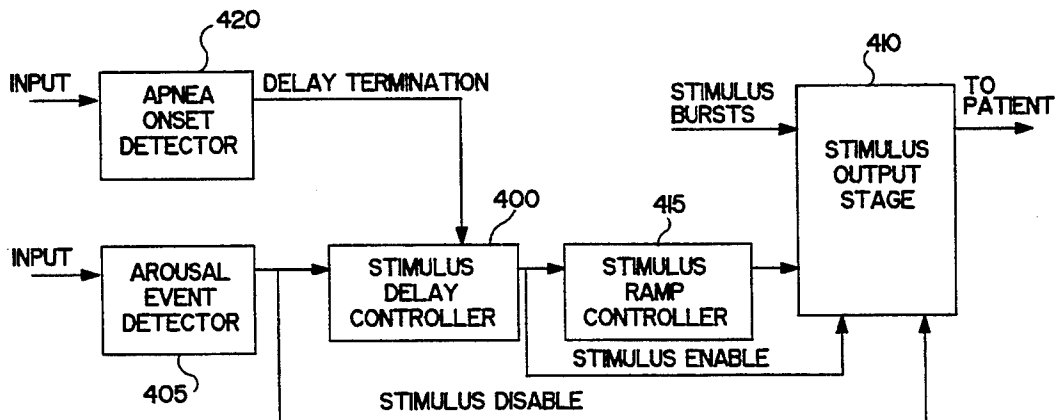 420
INPUT
APNEA
ONSET
DETECTOR
DELAY TERMINATION
STIMULUS
BURSTS
410
STIMULUS
OUTPUT
STAGE
TO
PATIENT
INPUT
AROUSAL
EVENT
DETECTOR
405
400
STIMULUS
DELAY
CONTROLLER
415
STIMULUS
RAMP
CONTROLLER
STIMULUS ENABLE
STIMULUS DISABLE